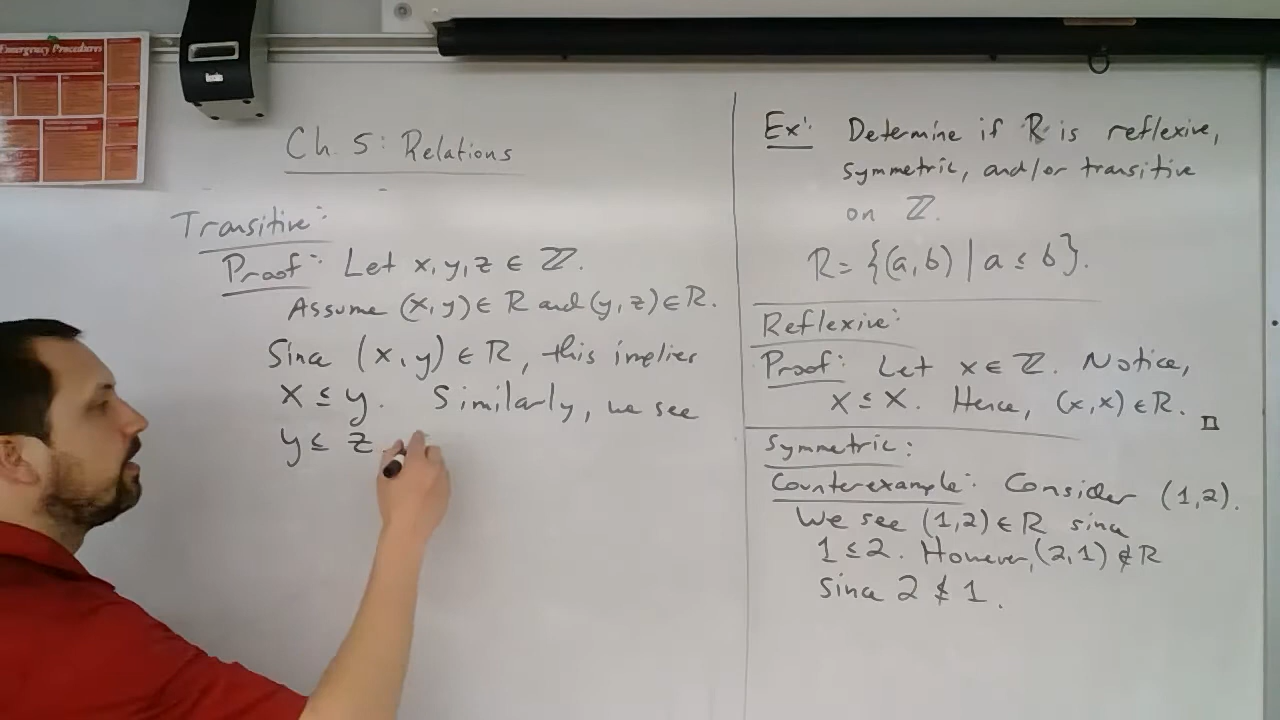 Emergency Procedures
Ch. 5: Relations
Transitive:
Proof: Let x, y, z ∈ ℤ.
Assume (x, y) ∈ R and (y, z) ∈ R.
Since (x, y) ∈ R, this implies
x ≤ y. Similarly, we see
y ≤ z
Ex: Determine if R is reflexive,
symmetric, and/or transitive
on ℤ.
R = {(a, b) | a ≤ b}.
Reflexive:
Proof: Let x ∈ ℤ. Notice,
x ≤ x. Hence, (x, x) ∈ R. □
Symmetric:
Counterexample: Consider (1,2).
We see (1,2) ∈ R since
1 ≤ 2. However, (2,1) ∉ R
since 2 ≰ 1.